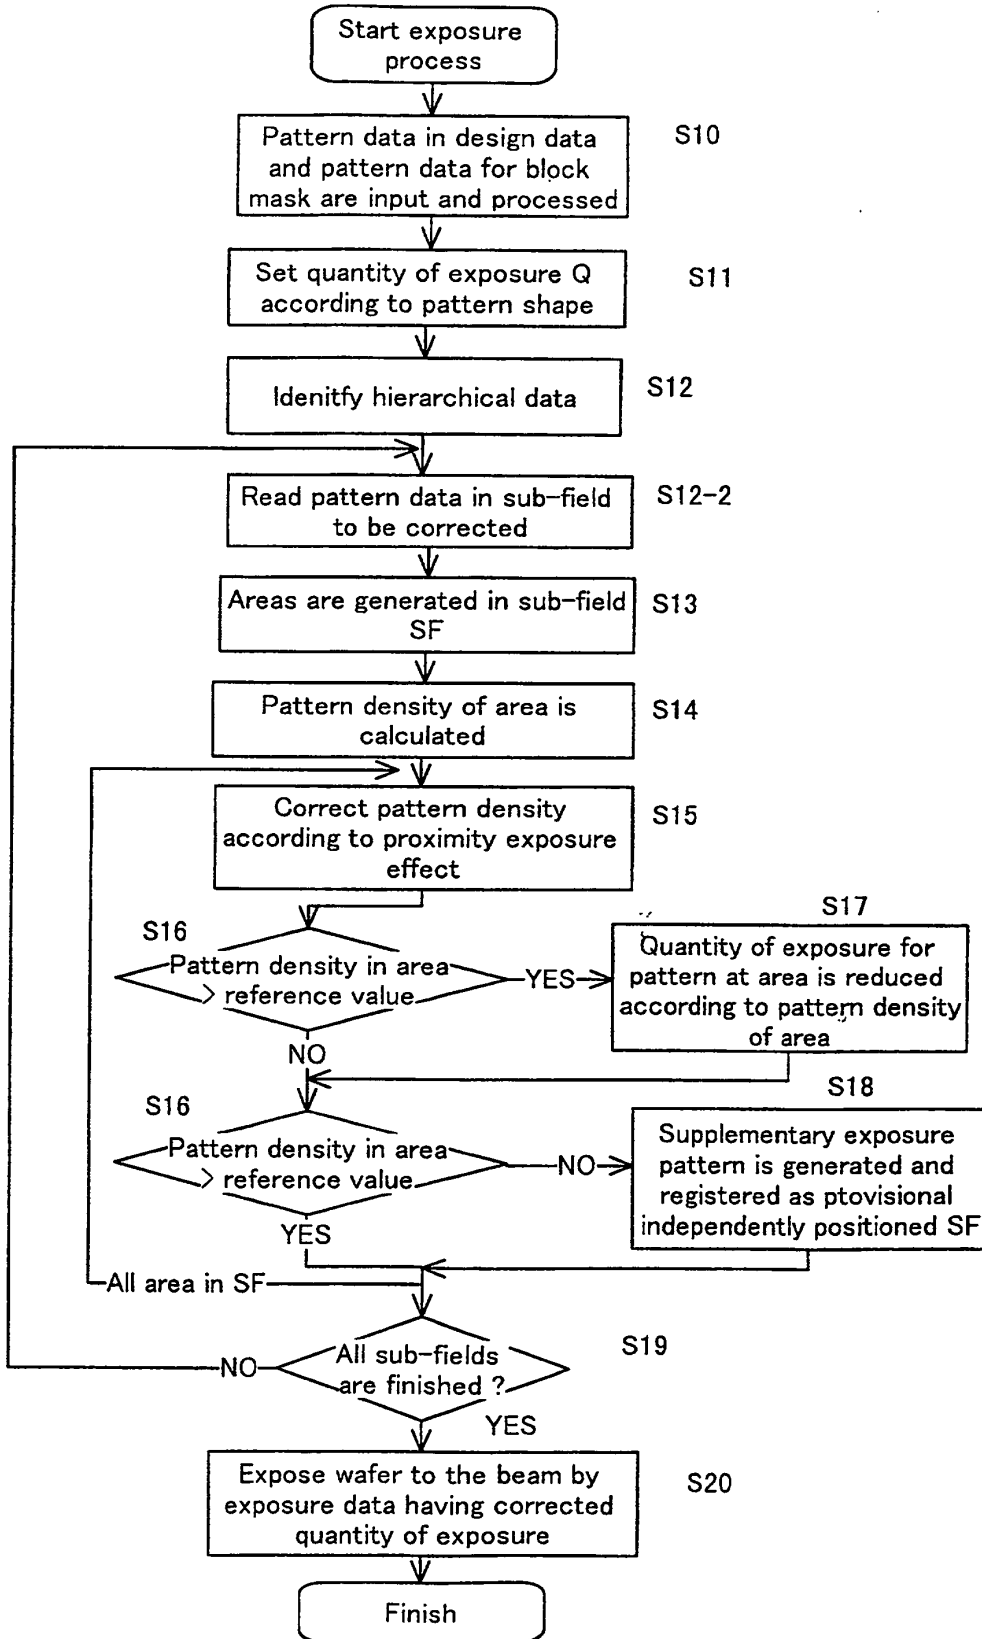 Start exposure
process
Pattern data in design data
and pattern data for block
mask are input and processed
S10
Set quantity of exposure Q
according to pattern shape
S11
Idenitfy hierarchical data
S12
Read pattern data in sub-field
to be corrected
S12-2
Areas are generated in sub-field
SF
S13
Pattern density of area is
calculated
S14
Correct pattern density
according to proximity exposure
effect
S15
S16
Pattern density in area
> reference value
YES
NO
S17
Quantity of exposure for
pattern at area is reduced
according to pattern density
of area
S16
Pattern density in area
> reference value
NO
YES
S18
Supplementary exposure
pattern is generated and
registered as ptovisional
independently positioned SF
All area in SF
All sub-fields
are finished ?
S19
NO
YES
Expose wafer to the beam by
exposure data having corrected
quantity of exposure
S20
Finish